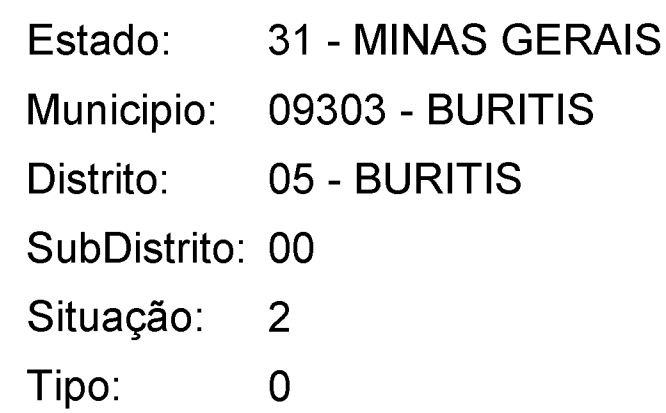 Estado: 31 - MINAS GERAIS
Municipio: 09303 - BURITIS
Distrito: 05 - BURITIS
SubDistrito: 00
Situação: 2
Tipo: 0